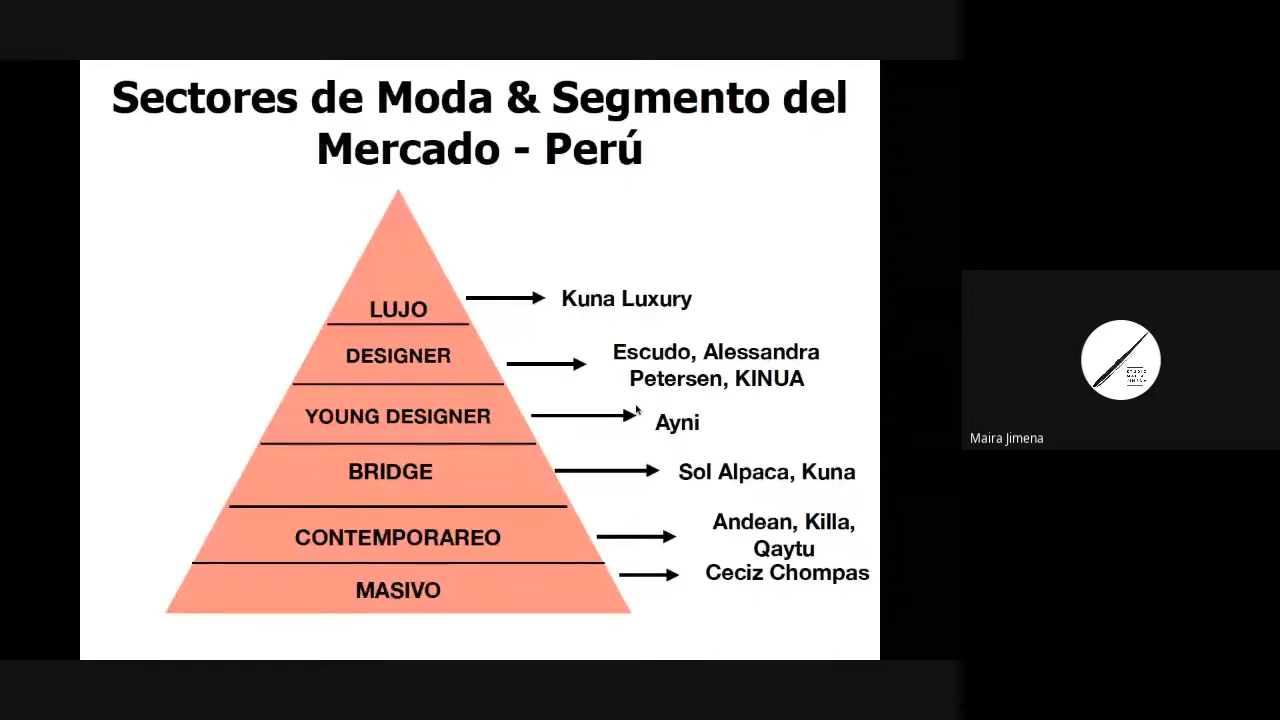 Sectores de Moda & Segmento del
Mercado - Perú
LUJO
Kuna Luxury
DESIGNER
Escudo, Alessandra
Petersen, KINUA
YOUNG DESIGNER
Ayni
BRIDGE
Sol Alpaca, Kuna
CONTEMPORAREO
Andean, Killa,
Qaytu
MASIVO
Ceciz Chompas
Maira Jimena